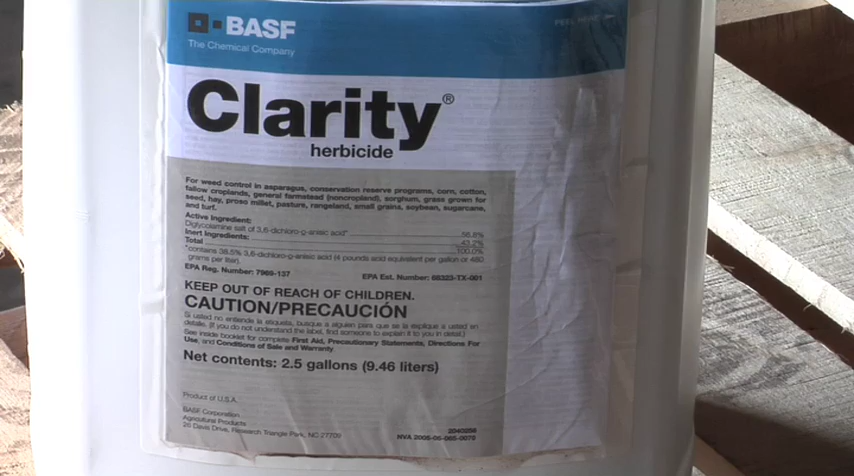 BASF
The Chemical Company
PEEL HERE
Clarity®
herbicide
For weed control in asparagus, conservation reserve programs, corn, cotton,
fallow croplands, general farmstead (noncropland), sorghum, grass grown for
seed, hay, proso millet, pasture, rangeland, small grains, soybean, sugarcane,
and turf.
Active Ingredient:
Diglycolamine salt of 3,6-dichloro-o-anisic acid* 56.8%
Inert Ingredients: 43.2%
Total 100.0%
*contains 38.5% 3,6-dichloro-o-anisic acid (4 pounds acid equivalent per gallon or 480
grams per liter).
EPA Reg. Number: 7969-137 EPA Est. Number: 68323-TX-001
KEEP OUT OF REACH OF CHILDREN.
CAUTION/PRECAUCIÓN
Si usted no entiende la etiqueta, busque a alguien para que se la explique a usted en
detalle. (If you do not understand the label, find someone to explain it to you in detail.)
See inside booklet for complete First Aid, Precautionary Statements, Directions For
Use, and Conditions of Sale and Warranty
Net contents: 2.5 gallons (9.46 liters)
Product of U.S.A.
BASF Corporation
Agricultural Products
26 Davis Drive, Research Triangle Park, NC 27709